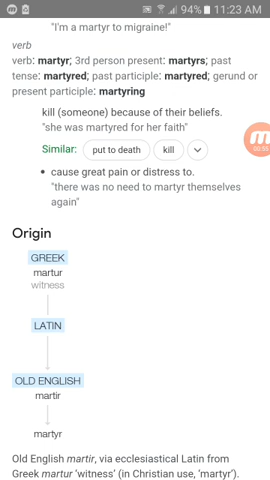 94% 11:23 AM
"I'm a martyr to migraine!"
verb
verb: martyr; 3rd person present: martyrs; past
tense: martyred; past participle: martyred; gerund or
present participle: martyring
kill (someone) because of their beliefs.
"she was martyred for her faith"
Similar: put to death kill
• cause great pain or distress to.
"there was no need to martyr themselves
again"
Origin
GREEK
martur
witness
LATIN
OLD ENGLISH
martir
martyr
Old English martir, via ecclesiastical Latin from
Greek martur ‘witness’ (in Christian use, ‘martyr’).